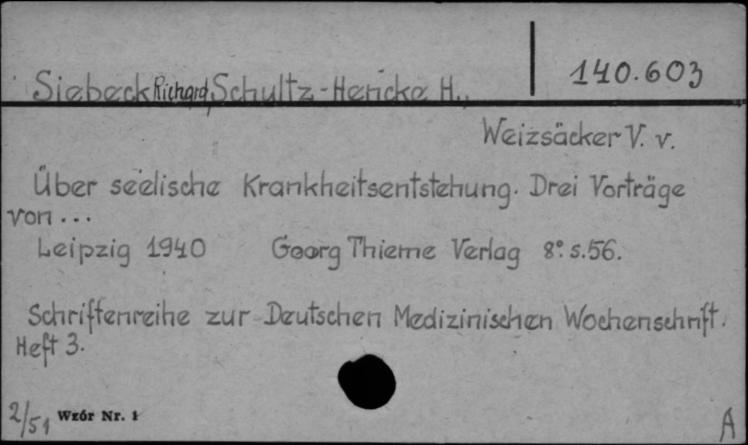 140.603
Siebeck Richard, Schultz-Hencke H.,
Weizsäcker V. v.
Über seelische Krankheitsentstehung. Drei Vorträge
von...
Leipzig 1940 Georg Thieme Verlag 8° s.56.
Schriftenreihe zur Deutschen Medizinischen Wochenschrift.
Heft 3.
2/51 Wzór Nr. 1 A